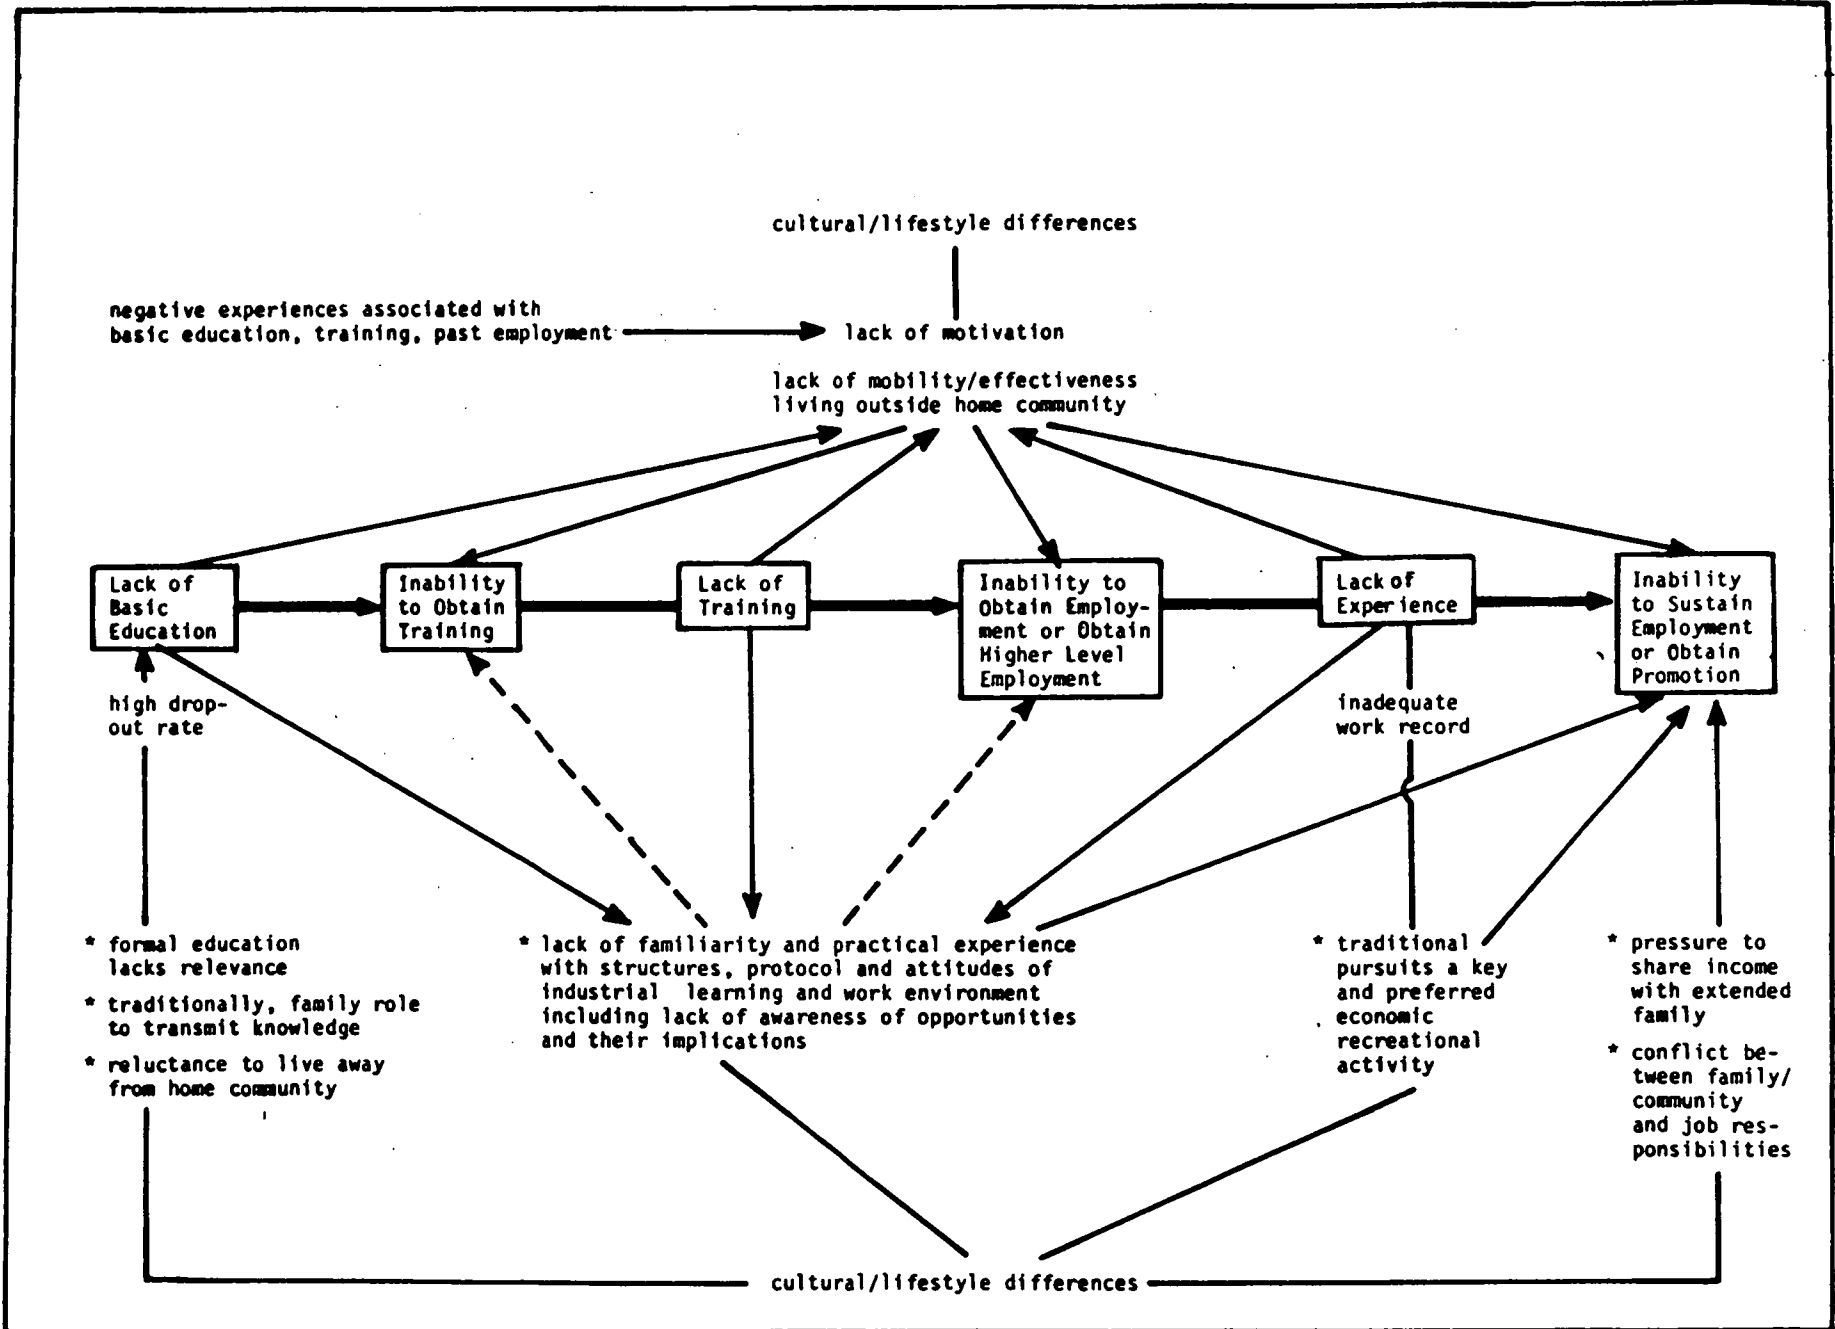 cultural/lifestyle differences
negative experiences associated with
basic education, training, past employment
lack of motivation
lack of mobility/effectiveness
living outside home community
Lack of
Basic
Education
Inability
to Obtain
Training
Lack of
Training
Inability to
Obtain Employ-
ment or Obtain
Higher Level
Employment
Lack of
Experience
Inability
to Sustain
Employment
or Obtain
Promotion
high drop-
out rate
inadequate
work record
* formal education
lacks relevance
* traditionally, family role
to transmit knowledge
* reluctance to live away
from home community
* lack of familiarity and practical experience
with structures, protocol and attitudes of
industrial learning and work environment
including lack of awareness of opportunities
and their implications
* traditional
pursuits a key
and preferred
economic
recreational
activity
* pressure to
share income
with extended
family
* conflict be-
tween family/
community
and job res-
ponsibilities
cultural/lifestyle differences